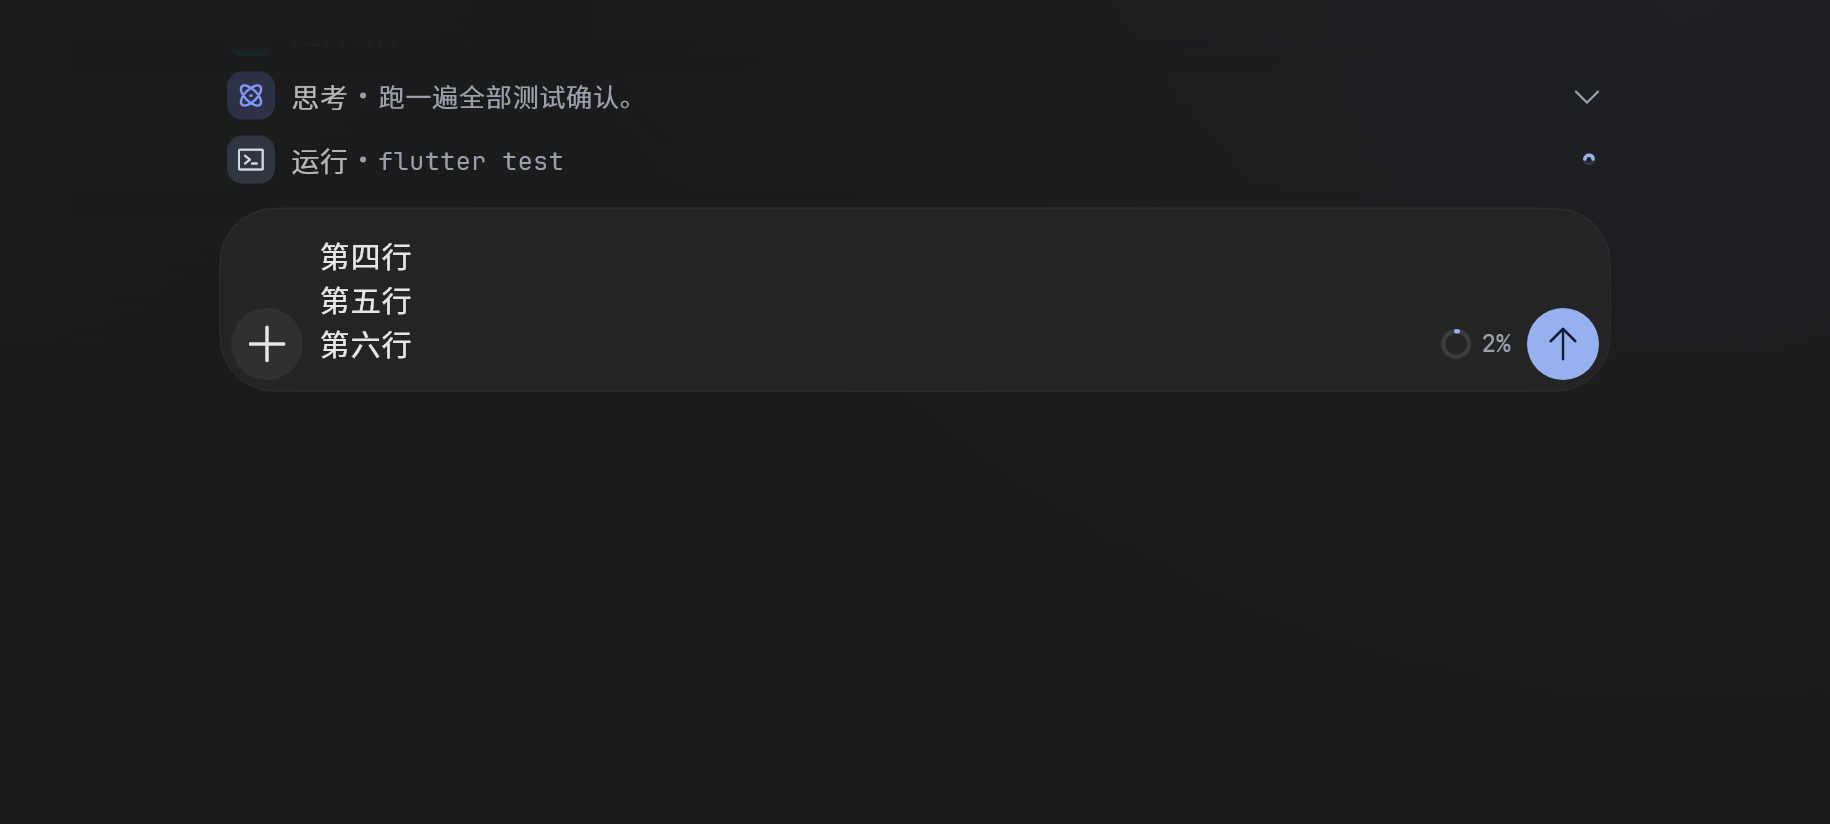 思考 · 跑一遍全部测试确认。
运行 · flutter test
第四行
第五行
第六行
2%